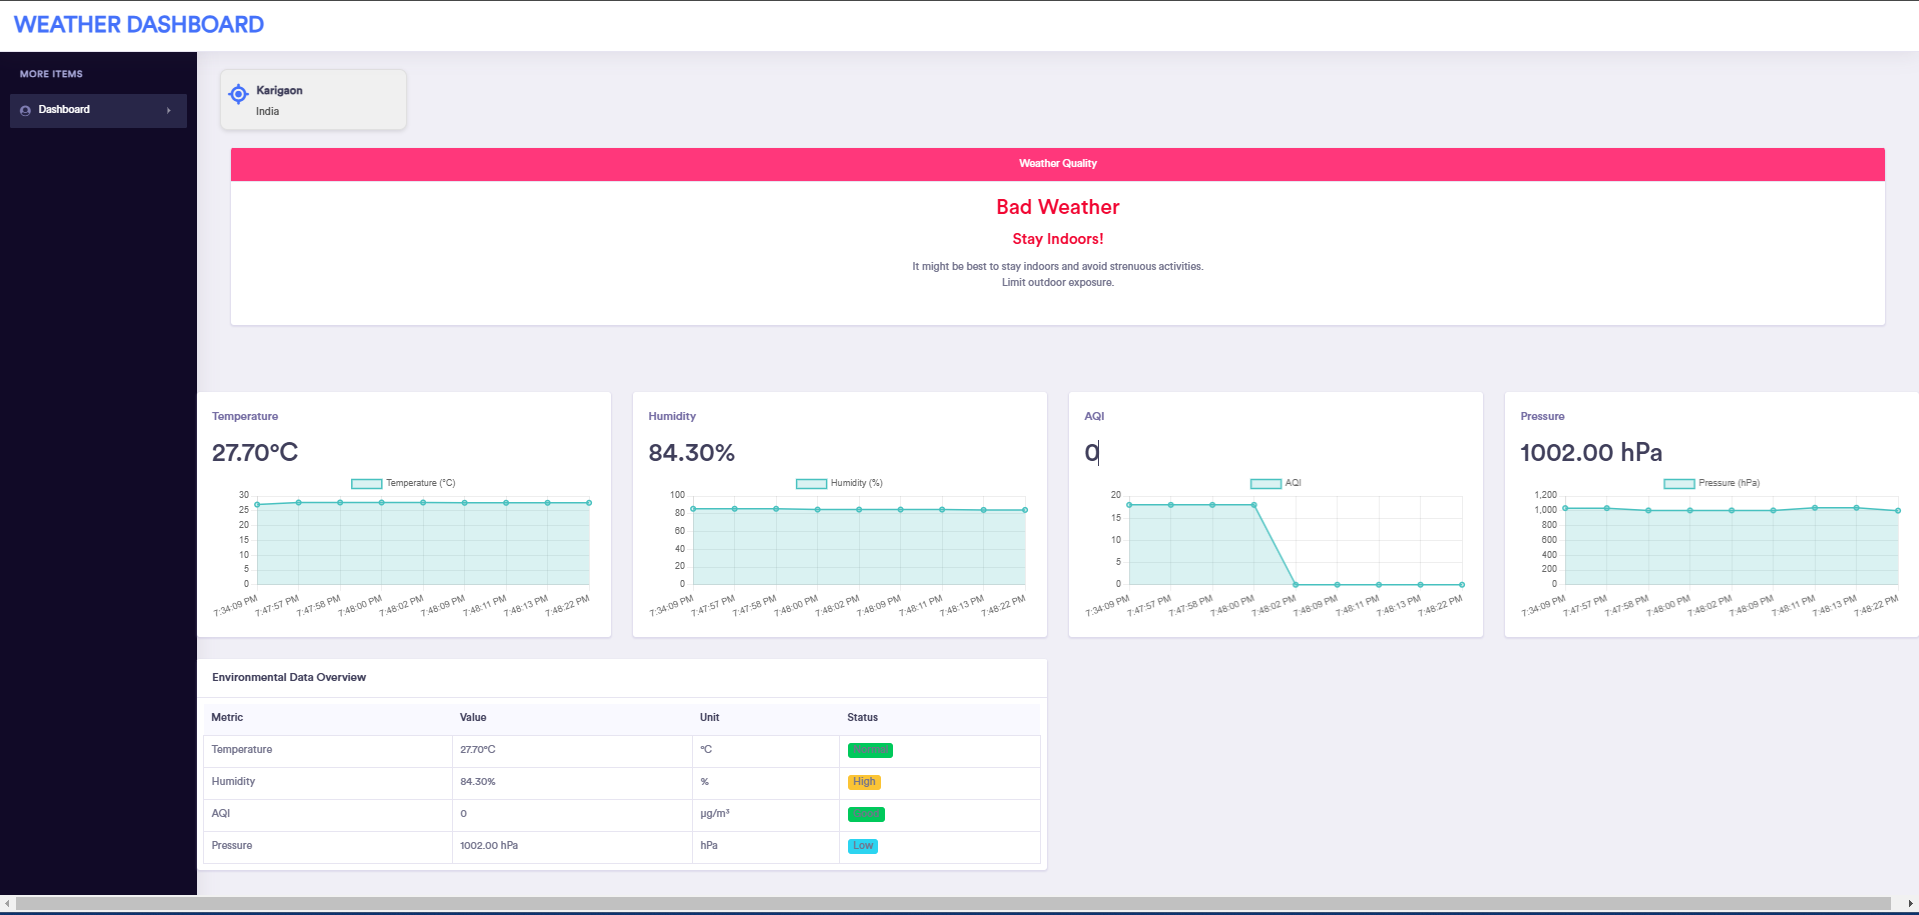 WEATHER DASHBOARD
MORE ITEMS
Dashboard
Karigaon
India
Weather Quality
Bad Weather
Stay Indoors!
It might be best to stay indoors and avoid strenuous activities.
Limit outdoor exposure.
Temperature
27.70°C
Temperature (°C)
30
25
20
15
10
5
0
7:34:09 PM 7:47:57 PM 7:47:58 PM 7:48:00 PM 7:48:02 PM 7:48:09 PM 7:48:11 PM 7:48:13 PM 7:48:22 PM
Humidity
84.30%
Humidity (%)
100
80
60
40
20
0
7:34:09 PM 7:47:57 PM 7:47:58 PM 7:48:00 PM 7:48:02 PM 7:48:09 PM 7:48:11 PM 7:48:13 PM 7:48:22 PM
AQI
0
AQI
20
15
10
5
0
7:34:09 PM 7:47:57 PM 7:47:58 PM 7:48:00 PM 7:48:02 PM 7:48:09 PM 7:48:11 PM 7:48:13 PM 7:48:22 PM
Pressure
1002.00 hPa
Pressure (hPa)
1,200
1,000
800
600
400
200
0
7:34:09 PM 7:47:57 PM 7:47:58 PM 7:48:00 PM 7:48:02 PM 7:48:09 PM 7:48:11 PM 7:48:13 PM 7:48:22 PM
Environmental Data Overview
Metric Value Unit Status
Temperature 27.70°C °C
Humidity 84.30% % High
AQI 0 µg/m³
Pressure 1002.00 hPa hPa Low